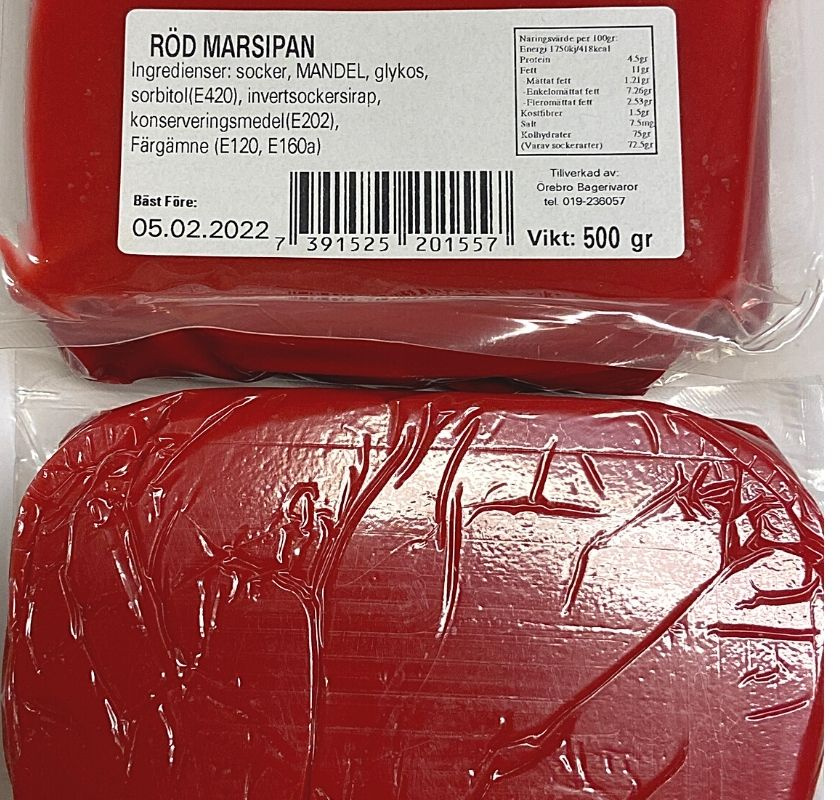 RÖD MARSIPAN
Ingredienser: socker, MANDEL, glykos,
sorbitol(E420), invertsockersirap,
konserveringsmedel(E202),
Färgämne (E120, E160a)
Bäst Före:
05.02.2022
7 391525 201557
Näringsvärde per 100gr:
Energi 1750kj/418kcal
Protein 4.5gr
Fett 11gr
-Mättat fett 1.21gr
-Enkelomättat fett 7.26gr
-Fleromättat fett 2.53gr
Kostfibrer 1.5gr
Salt 7.5mg
Kolhydrater 75gr
(Varav sockerarter) 72.5gr
Tillverkad av:
Örebro Bagerivaror
tel. 019-236057
Vikt: 500 gr